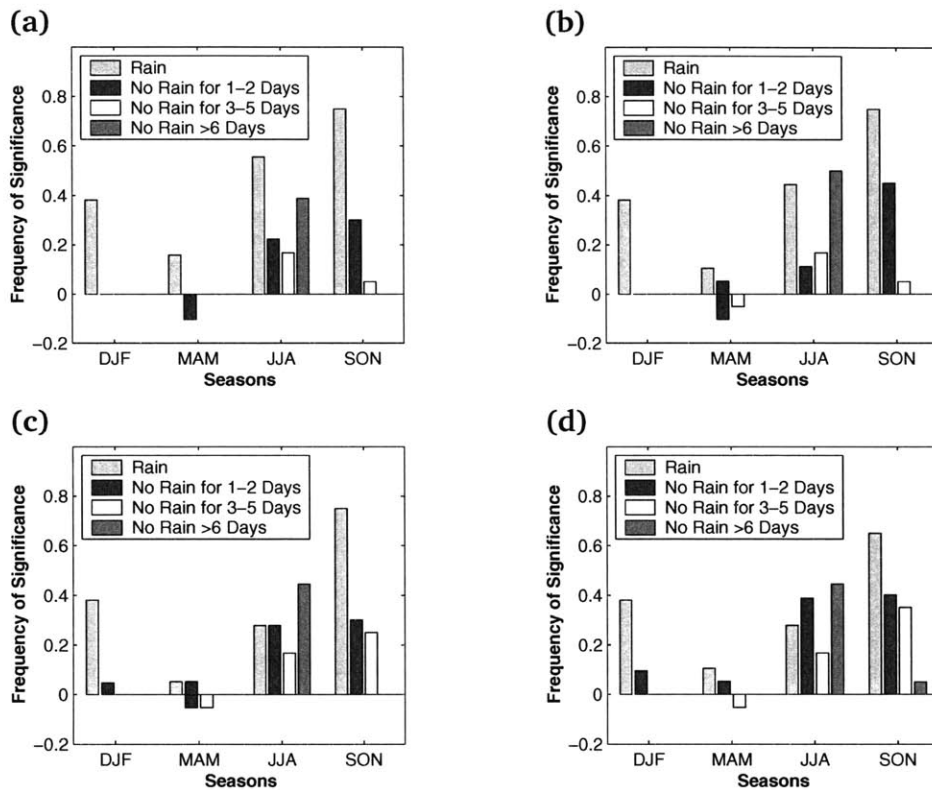 (a)
Rain
No Rain for 1–2 Days
No Rain for 3–5 Days
No Rain >6 Days
Frequency of Significance
0.8
0.6
0.4
0.2
0
−0.2
DJF MAM JJA SON
Seasons
(b)
Rain
No Rain for 1–2 Days
No Rain for 3–5 Days
No Rain >6 Days
Frequency of Significance
0.8
0.6
0.4
0.2
0
−0.2
DJF MAM JJA SON
Seasons
(c)
Rain
No Rain for 1–2 Days
No Rain for 3–5 Days
No Rain >6 Days
Frequency of Significance
0.8
0.6
0.4
0.2
0
−0.2
DJF MAM JJA SON
Seasons
(d)
Rain
No Rain for 1–2 Days
No Rain for 3–5 Days
No Rain >6 Days
Frequency of Significance
0.8
0.6
0.4
0.2
0
−0.2
DJF MAM JJA SON
Seasons